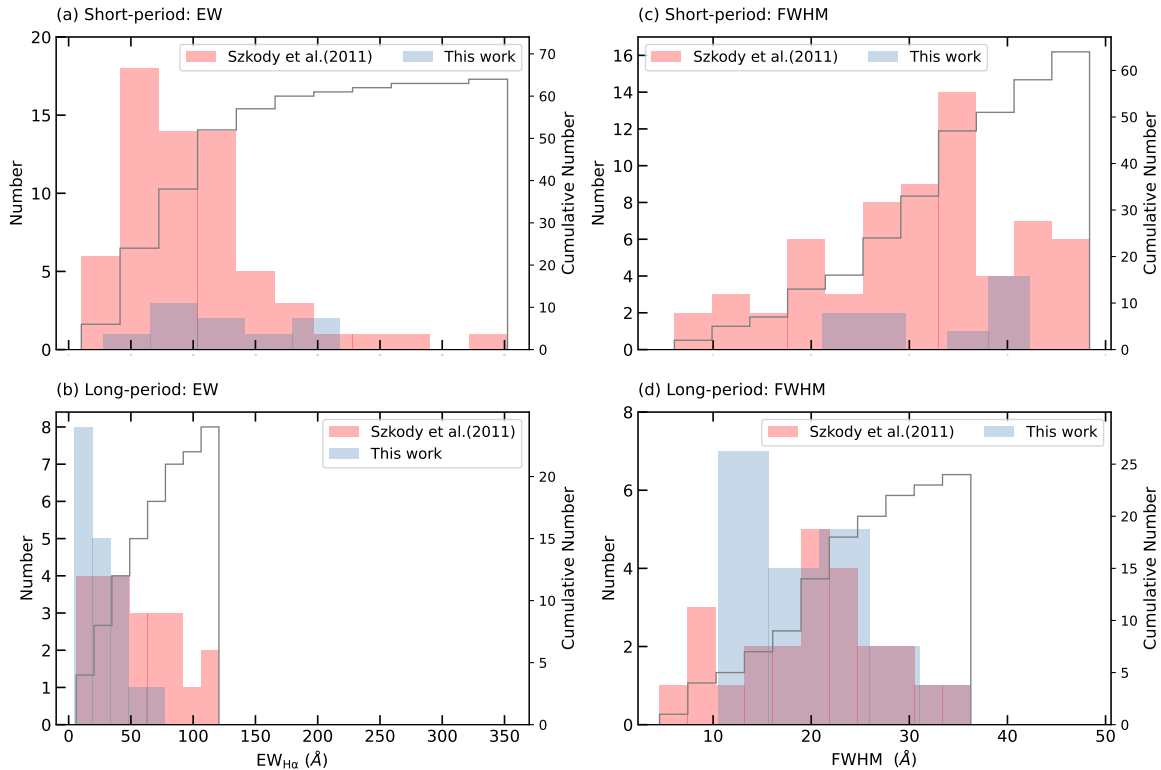 (a) Short-period: EW
Szkody et al.(2011) This work
Number
0 5 10 15 20
Cumulative Number
0 10 20 30 40 50 60 70
(c) Short-period: FWHM
Szkody et al.(2011) This work
Number
0 2 4 6 8 10 12 14 16
Cumulative Number
0 10 20 30 40 50 60
(b) Long-period: EW
Szkody et al.(2011)
This work
Number
0 1 2 3 4 5 6 7 8
Cumulative Number
0 5 10 15 20
0 50 100 150 200 250 300 350
EW_Hα (Å)
(d) Long-period: FWHM
Szkody et al.(2011) This work
Number
0 2 4 6 8
Cumulative Number
0 5 10 15 20 25
10 20 30 40 50
FWHM (Å)